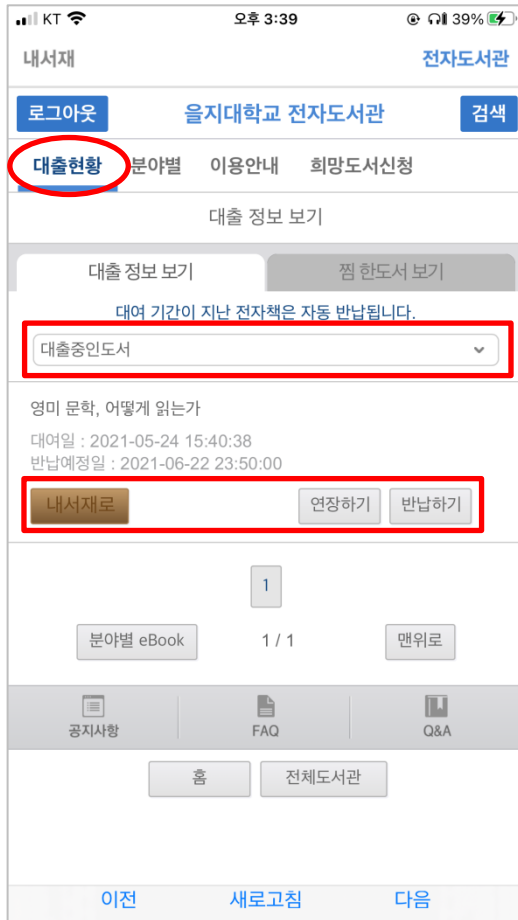 KT 오후 3:39 39%
내서재 전자도서관
로그아웃 을지대학교 전자도서관 검색
대출현황 분야별 이용안내 희망도서신청
대출 정보 보기
대출 정보 보기 찜 한도서 보기
대여 기간이 지난 전자책은 자동 반납됩니다.
대출중인도서
영미 문학, 어떻게 읽는가
대여일 : 2021-05-24 15:40:38
반납예정일 : 2021-06-22 23:50:00
내서재로 연장하기 반납하기
1
분야별 eBook 1 / 1 맨위로
공지사항 FAQ Q&A
홈 전체도서관
이전 새로고침 다음